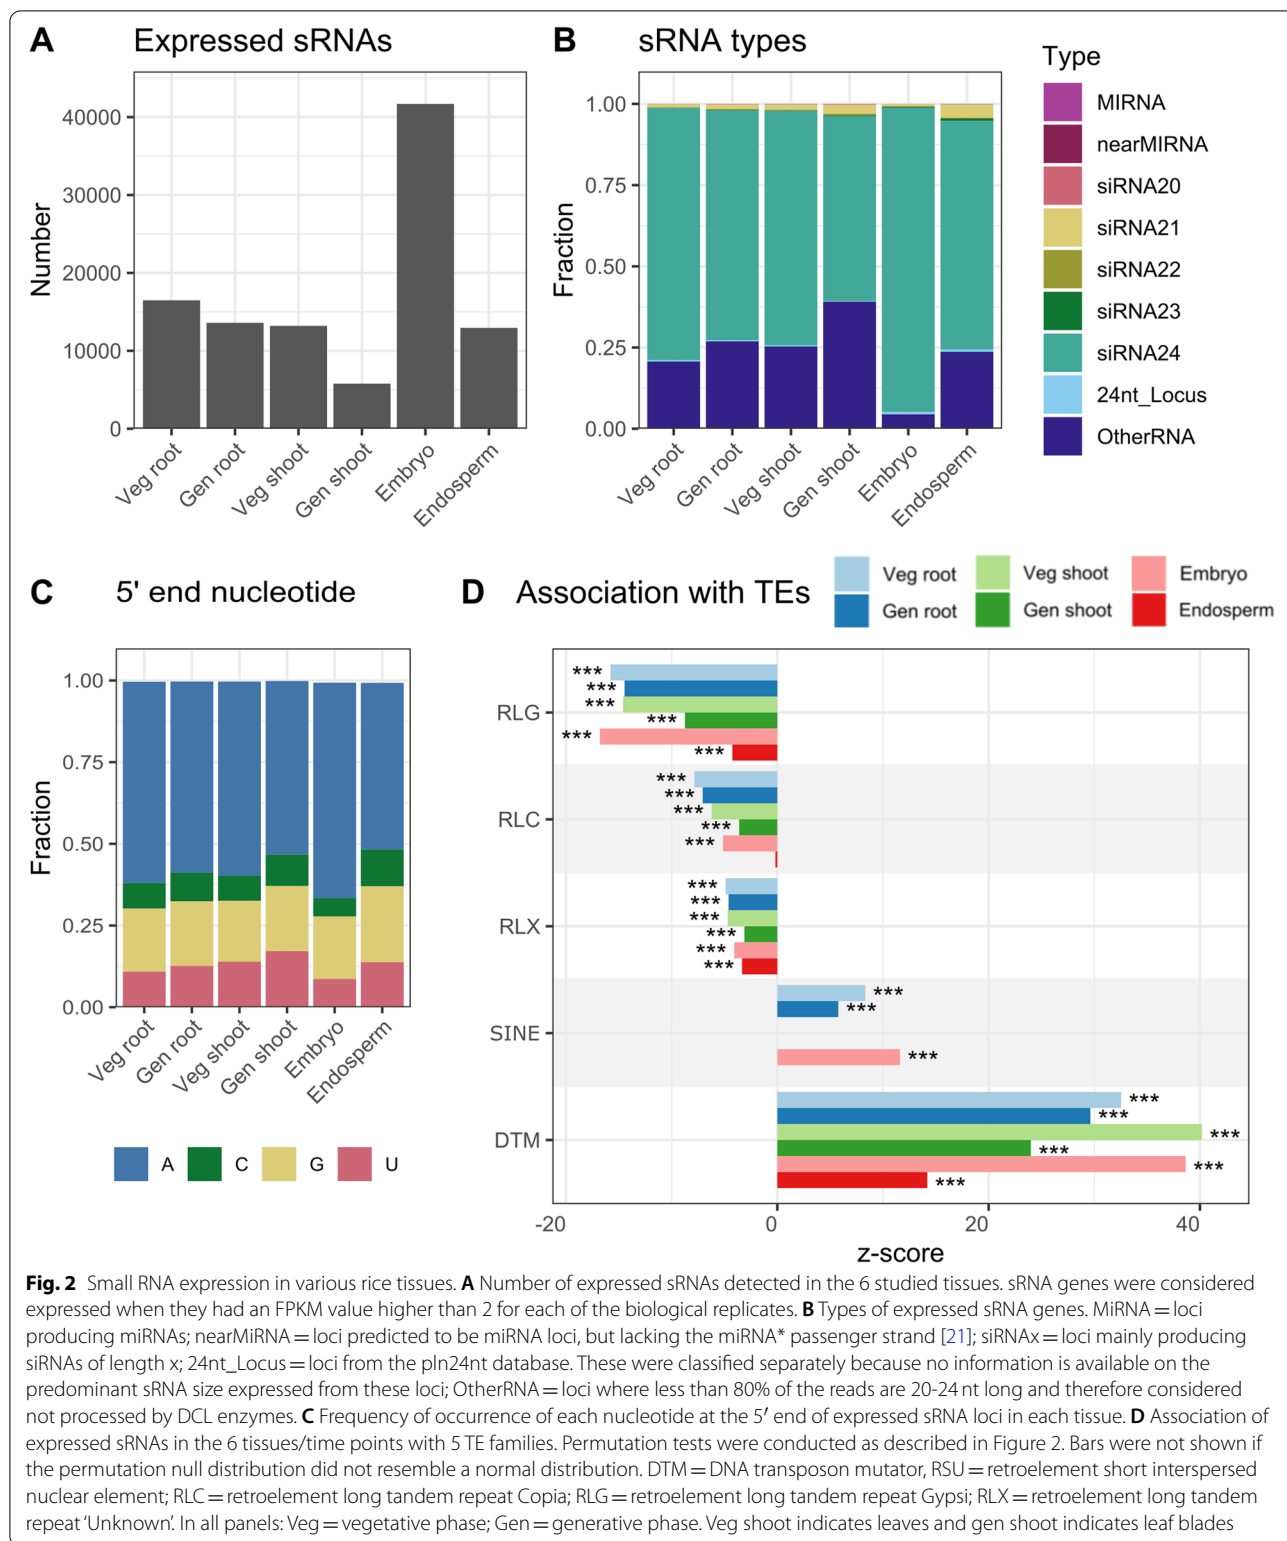 A Expressed sRNAs
Number
40000
30000
20000
10000
0
Veg root
Gen root
Veg shoot
Gen shoot
Embryo
Endosperm
B sRNA types
Fraction
1.00
0.75
0.50
0.25
0.00
Veg root
Gen root
Veg shoot
Gen shoot
Embryo
Endosperm
Type
MIRNA
nearMIRNA
siRNA20
siRNA21
siRNA22
siRNA23
siRNA24
24nt_Locus
OtherRNA
C 5' end nucleotide
Fraction
1.00
0.75
0.50
0.25
0.00
Veg root
Gen root
Veg shoot
Gen shoot
Embryo
Endosperm
A C G U
D Association with TEs
Veg root Veg shoot Embryo
Gen root Gen shoot Endosperm
RLG
***
***
***
***
***
***
RLC
***
***
***
***
***
RLX
***
***
***
***
***
***
SINE
***
***
***
DTM
***
***
***
***
***
***
-20 0 20 40
z-score
Fig. 2 Small RNA expression in various rice tissues. A Number of expressed sRNAs detected in the 6 studied tissues. sRNA genes were considered
expressed when they had an FPKM value higher than 2 for each of the biological replicates. B Types of expressed sRNA genes. MiRNA = loci
producing miRNAs; nearMiRNA = loci predicted to be miRNA loci, but lacking the miRNA* passenger strand [21]; siRNAx = loci mainly producing
siRNAs of length x; 24nt_Locus = loci from the pln24nt database. These were classified separately because no information is available on the
predominant sRNA size expressed from these loci; OtherRNA = loci where less than 80% of the reads are 20-24 nt long and therefore considered
not processed by DCL enzymes. C Frequency of occurrence of each nucleotide at the 5′ end of expressed sRNA loci in each tissue. D Association of
expressed sRNAs in the 6 tissues/time points with 5 TE families. Permutation tests were conducted as described in Figure 2. Bars were not shown if
the permutation null distribution did not resemble a normal distribution. DTM = DNA transposon mutator, RSU = retroelement short interspersed
nuclear element; RLC = retroelement long tandem repeat Copia; RLG = retroelement long tandem repeat Gypsi; RLX = retroelement long tandem
repeat ‘Unknown’. In all panels: Veg = vegetative phase; Gen = generative phase. Veg shoot indicates leaves and gen shoot indicates leaf blades